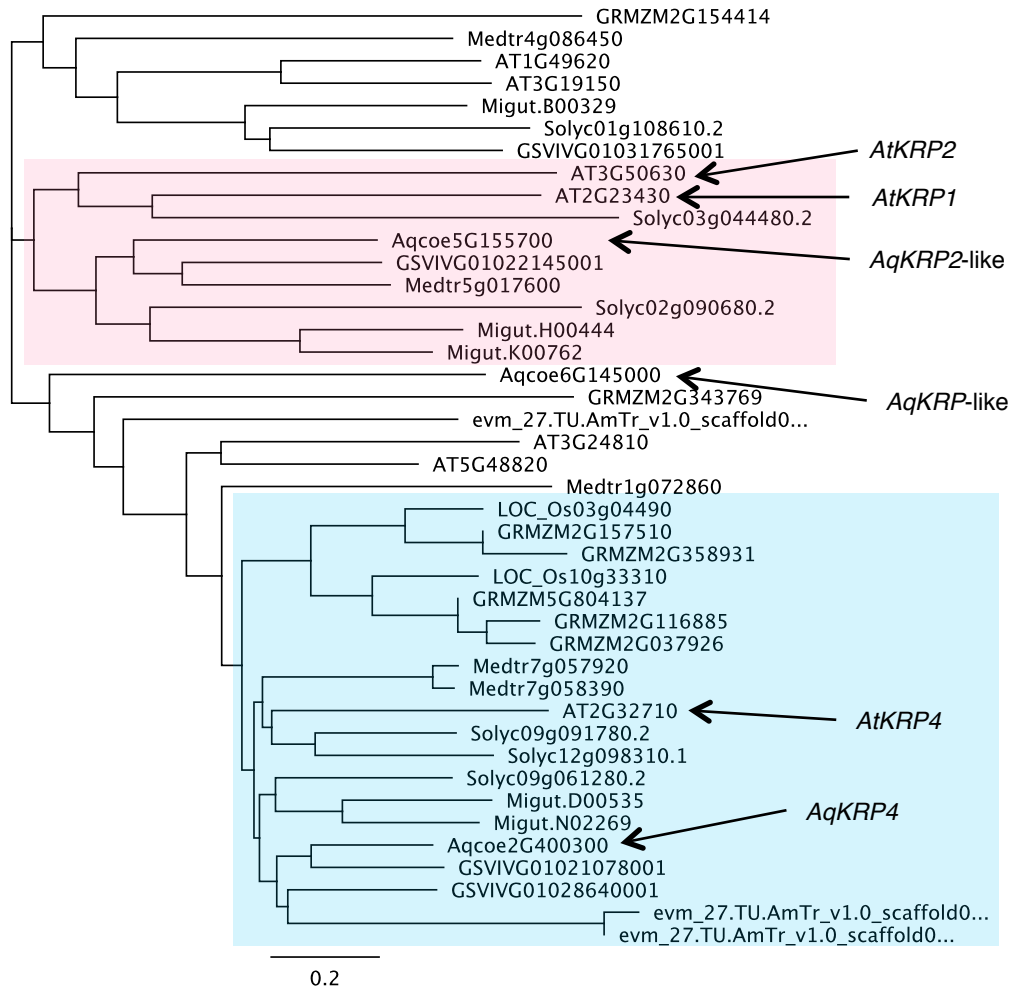 GRMZM2G154414
Medtr4g086450
AT1G49620
AT3G19150
Migut.B00329
Solyc01g108610.2
GSVIVG01031765001
AtKRP2
AT3G50630
AT2G23430
AtKRP1
Solyc03g044480.2
Aqcoe5G155700
AqKRP2-like
GSVIVG01022145001
Medtr5g017600
Solyc02g090680.2
Migut.H00444
Migut.K00762
Aqcoe6G145000
AqKRP-like
GRMZM2G343769
evm_27.TU.AmTr_v1.0_scaffold0...
AT3G24810
AT5G48820
Medtr1g072860
LOC_Os03g04490
GRMZM2G157510
GRMZM2G358931
LOC_Os10g33310
GRMZM5G804137
GRMZM2G116885
GRMZM2G037926
Medtr7g057920
Medtr7g058390
AT2G32710
AtKRP4
Solyc09g091780.2
Solyc12g098310.1
Solyc09g061280.2
Migut.D00535
AqKRP4
Migut.N02269
Aqcoe2G400300
GSVIVG01021078001
GSVIVG01028640001
evm_27.TU.AmTr_v1.0_scaffold0...
evm_27.TU.AmTr_v1.0_scaffold0...
0.2